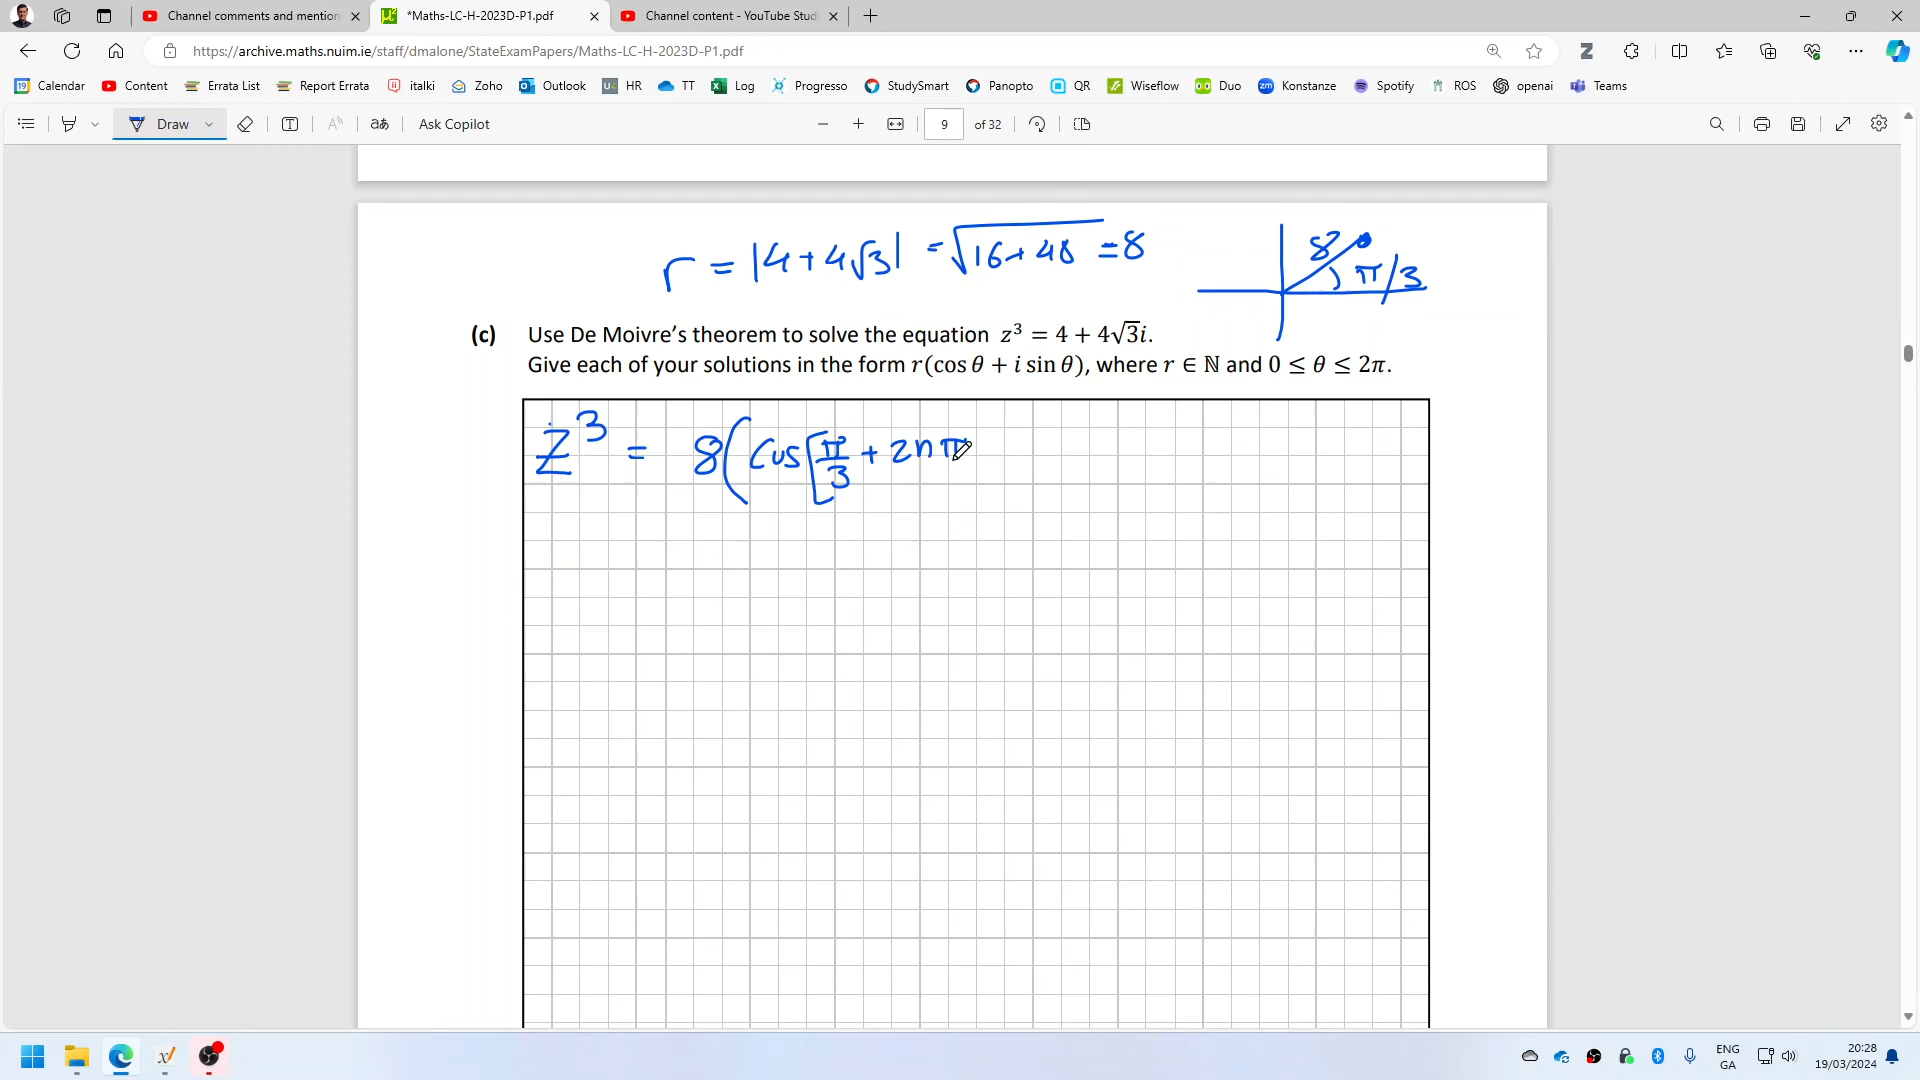 Channel comments and mention
*Maths-LC-H-2023D-P1.pdf
Channel content - YouTube Studi
https://archive.maths.nuim.ie/staff/dmalone/StateExamPapers/Maths-LC-H-2023D-P1.pdf
Calendar Content Errata List Report Errata italki Zoho Outlook HR TT Log Progresso StudySmart Panopto QR Wiseflow Duo Konstanze Spotify ROS openai Teams
Draw Ask Copilot 9 of 32
r = |4+4√3| = √16+48 = 8
8 π/3
(c) Use De Moivre's theorem to solve the equation z³ = 4 + 4√3i.
Give each of your solutions in the form r(cos θ + i sin θ), where r ∈ ℕ and 0 ≤ θ ≤ 2π.
Z³ = 8(Cos[π/3 + 2nπ
ENG
GA
20:28
19/03/2024